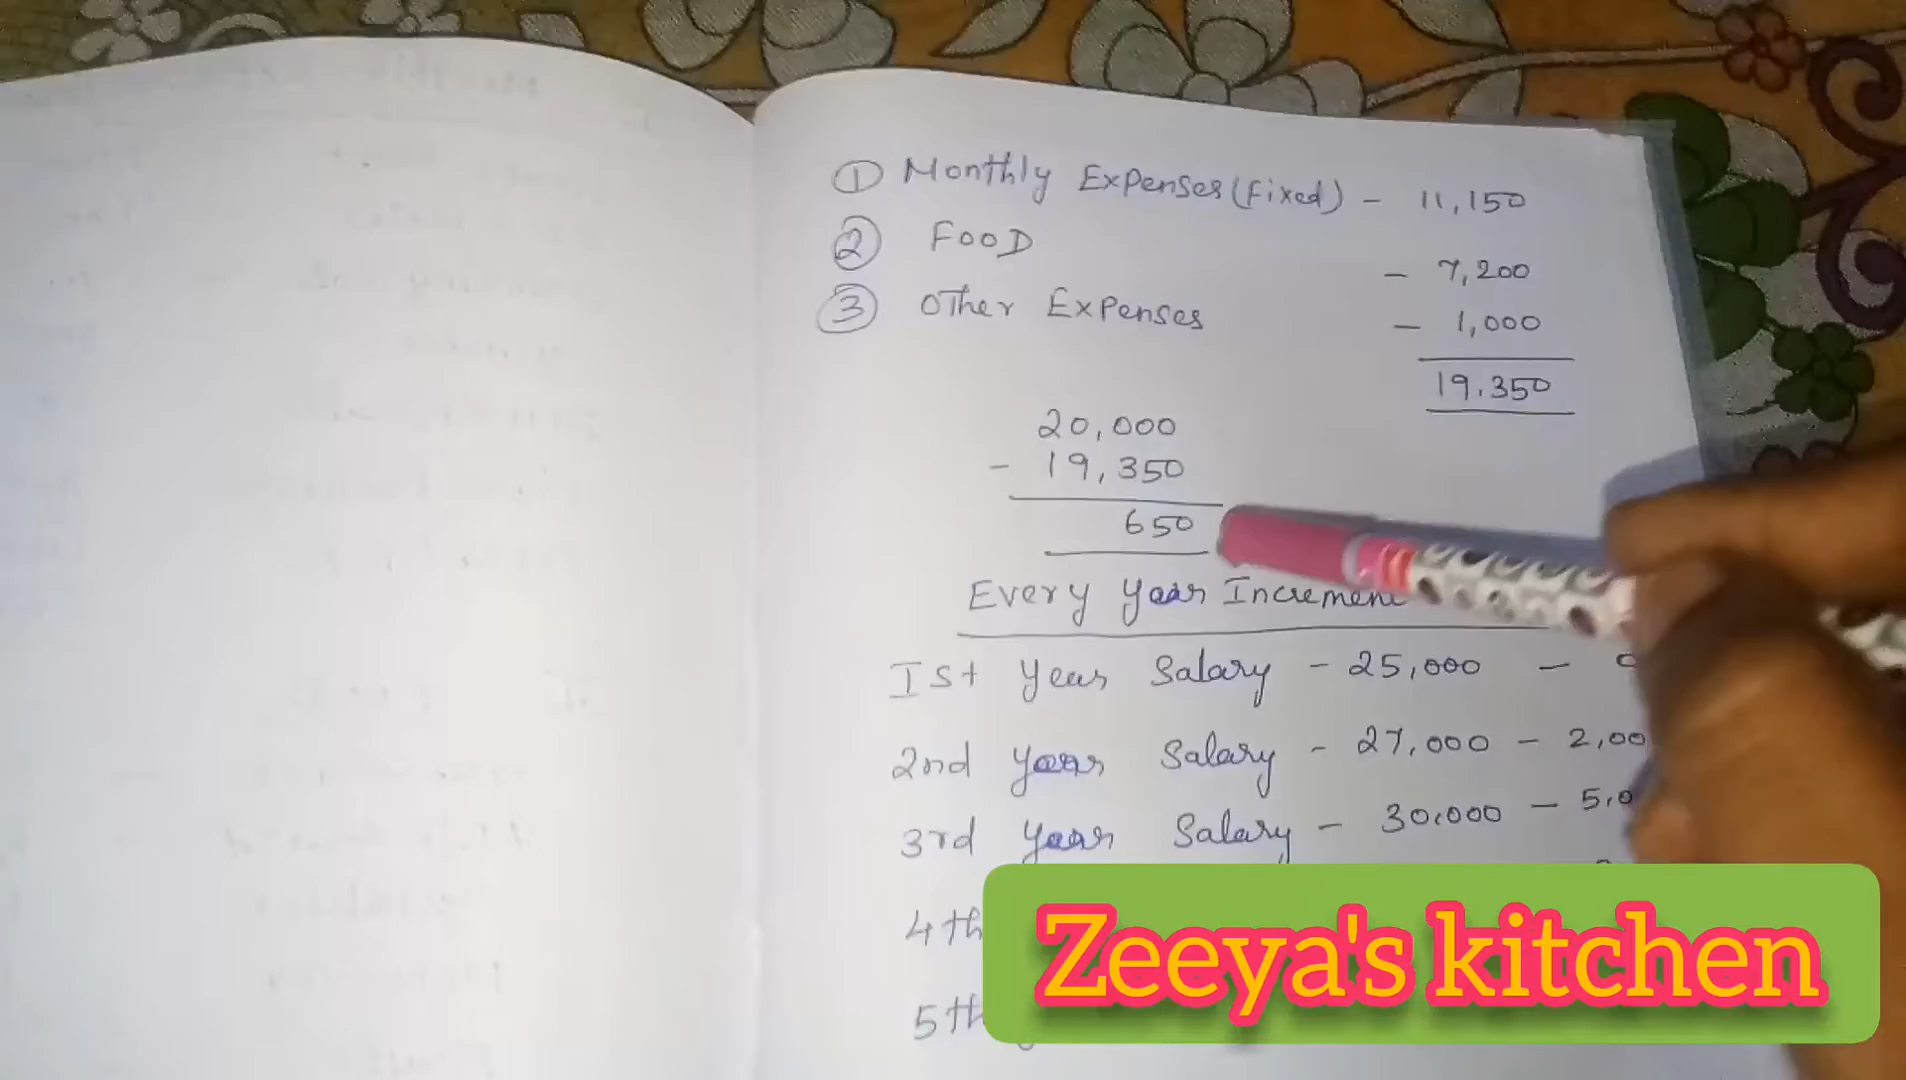 ① Monthly Expenses (Fixed) - 11,150
② FOOD - 7,200
③ Other Expenses - 1,000
19.350
20,000
- 19,350
650
Every Year Increment
Ist Year Salary - 25,000 -
2nd Year Salary - 27,000 - 2,00
3rd Year Salary - 30,000 - 5,0
4th
5th
Zeeya's kitchen